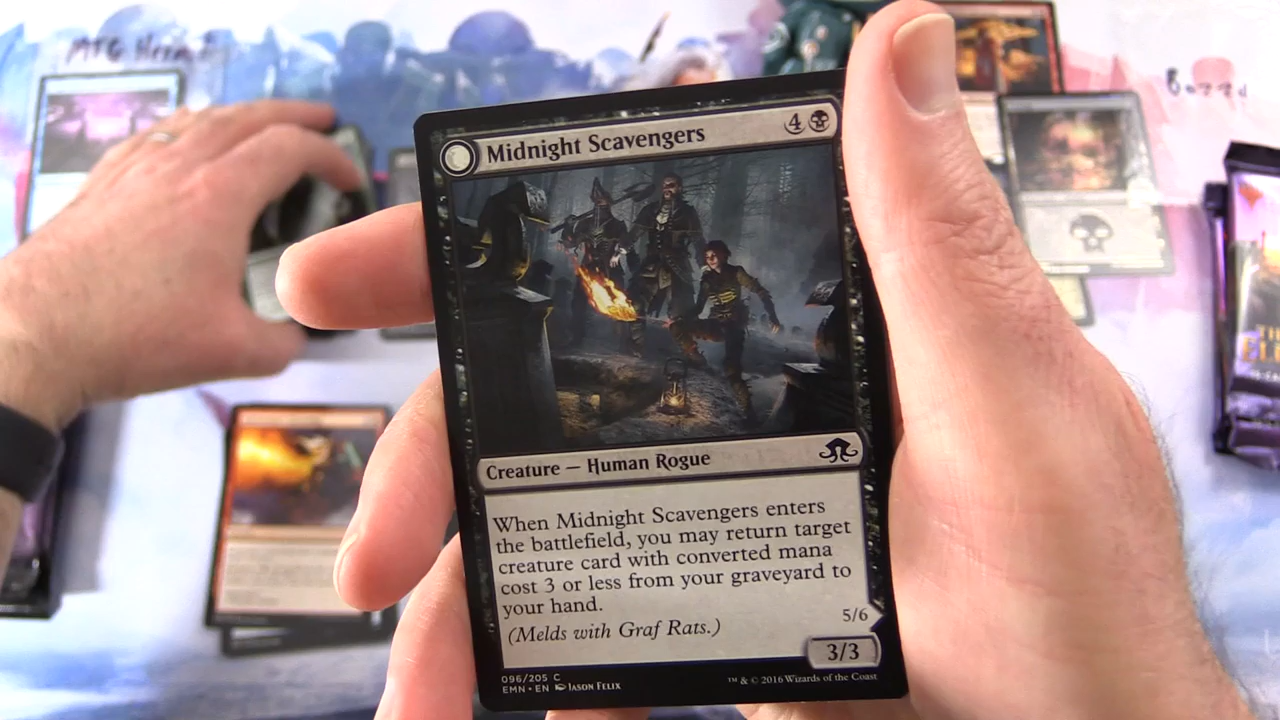 MTG
Midnight Scavengers 4
Creature — Human Rogue
When Midnight Scavengers enters
the battlefield, you may return target
creature card with converted mana
cost 3 or less from your graveyard to
your hand.
(Melds with Graf Rats.)
5/6
3/3
096/205 C
EMN • EN JASON FELIX
™ & © 2016 Wizards of the Coast